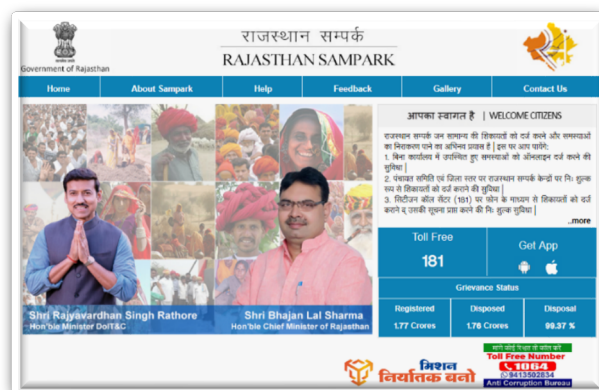 राजस्थान सम्पर्क
RAJASTHAN SAMPARK
Government of Rajasthan
Home About Sampark Help Feedback Gallery Contact Us
आपका स्वागत है | WELCOME CITIZENS
राजस्थान सम्पर्क जन सामान्य की शिकायतों को दर्ज करने और समस्याओं
का निराकरण पाने का अभिनव प्रयास है | इस पर आप पायेंगे:
1. बिना कार्यालय में उपस्थित हुए समस्याओं को ऑनलाइन दर्ज करने की
सुविधा |
2. पंचायत समिति एवं जिला स्तर पर राजस्थान सम्पर्क केन्द्रों पर निः शुल्क
रूप से शिकायतों को दर्ज कराने की सुविधा |
3. सिटीजन कॉल सेंटर (181) पर फ़ोन के माध्यम से शिकायतों को दर्ज
कराने व् उसकी सूचना प्राप्त करने की निः शुल्क सुविधा |
..more
Toll Free
181
Get App
Grievance Status
Registered Disposed Disposal
1.77 Crores 1.76 Crores 99.37 %
Shri Rajyavardhan Singh Rathore
Hon'ble Minister DoIT&C
Shri Bhajan Lal Sharma
Hon'ble Chief Minister of Rajasthan
मिशन
निर्यातक बनो
मांगे कोई रिश्वत तो कॉल करें
Toll Free Number
1064
9413502834
Anti Corruption Bureau